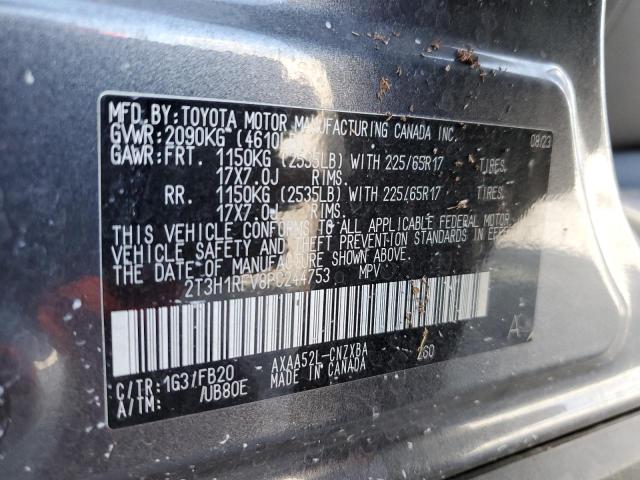 MFD.BY:TOYOTA MOTOR MANUFACTURING CANADA INC. 08/23
GVWR:2090KG (4610LB)
GAWR:FRT. 1150KG (2535LB) WITH 225/65R17 TIRES,
17X7.0J RIMS.
RR. 1150KG (2535LB) WITH 225/65R17 TIRES,
17X7.0J RIMS.
THIS VEHICLE CONFORMS TO ALL APPLICABLE FEDERAL MOTOR
VEHICLE SAFETY AND THEFT PREVENTION STANDARDS IN EFFECT
ON THE DATE OF MANUFACTURE SHOWN ABOVE.
2T3H1RFV8PC244753 MPV
A
C/TR:1G3/FB20 AXAA52L-CNZXBA 260
A/TM: /UB80E MADE IN CANADA